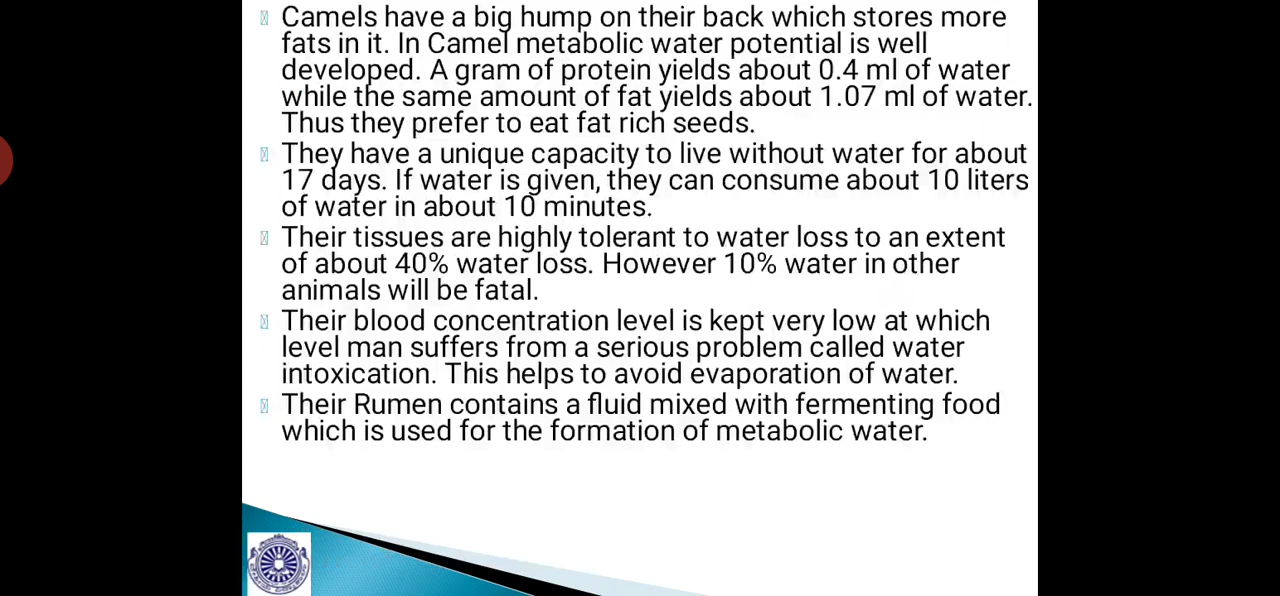 Camels have a big hump on their back which stores more
fats in it. In Camel metabolic water potential is well
developed. A gram of protein yields about 0.4 ml of water
while the same amount of fat yields about 1.07 ml of water.
Thus they prefer to eat fat rich seeds.
They have a unique capacity to live without water for about
17 days. If water is given, they can consume about 10 liters
of water in about 10 minutes.
Their tissues are highly tolerant to water loss to an extent
of about 40% water loss. However 10% water in other
animals will be fatal.
Their blood concentration level is kept very low at which
level man suffers from a serious problem called water
intoxication. This helps to avoid evaporation of water.
Their Rumen contains a fluid mixed with fermenting food
which is used for the formation of metabolic water.